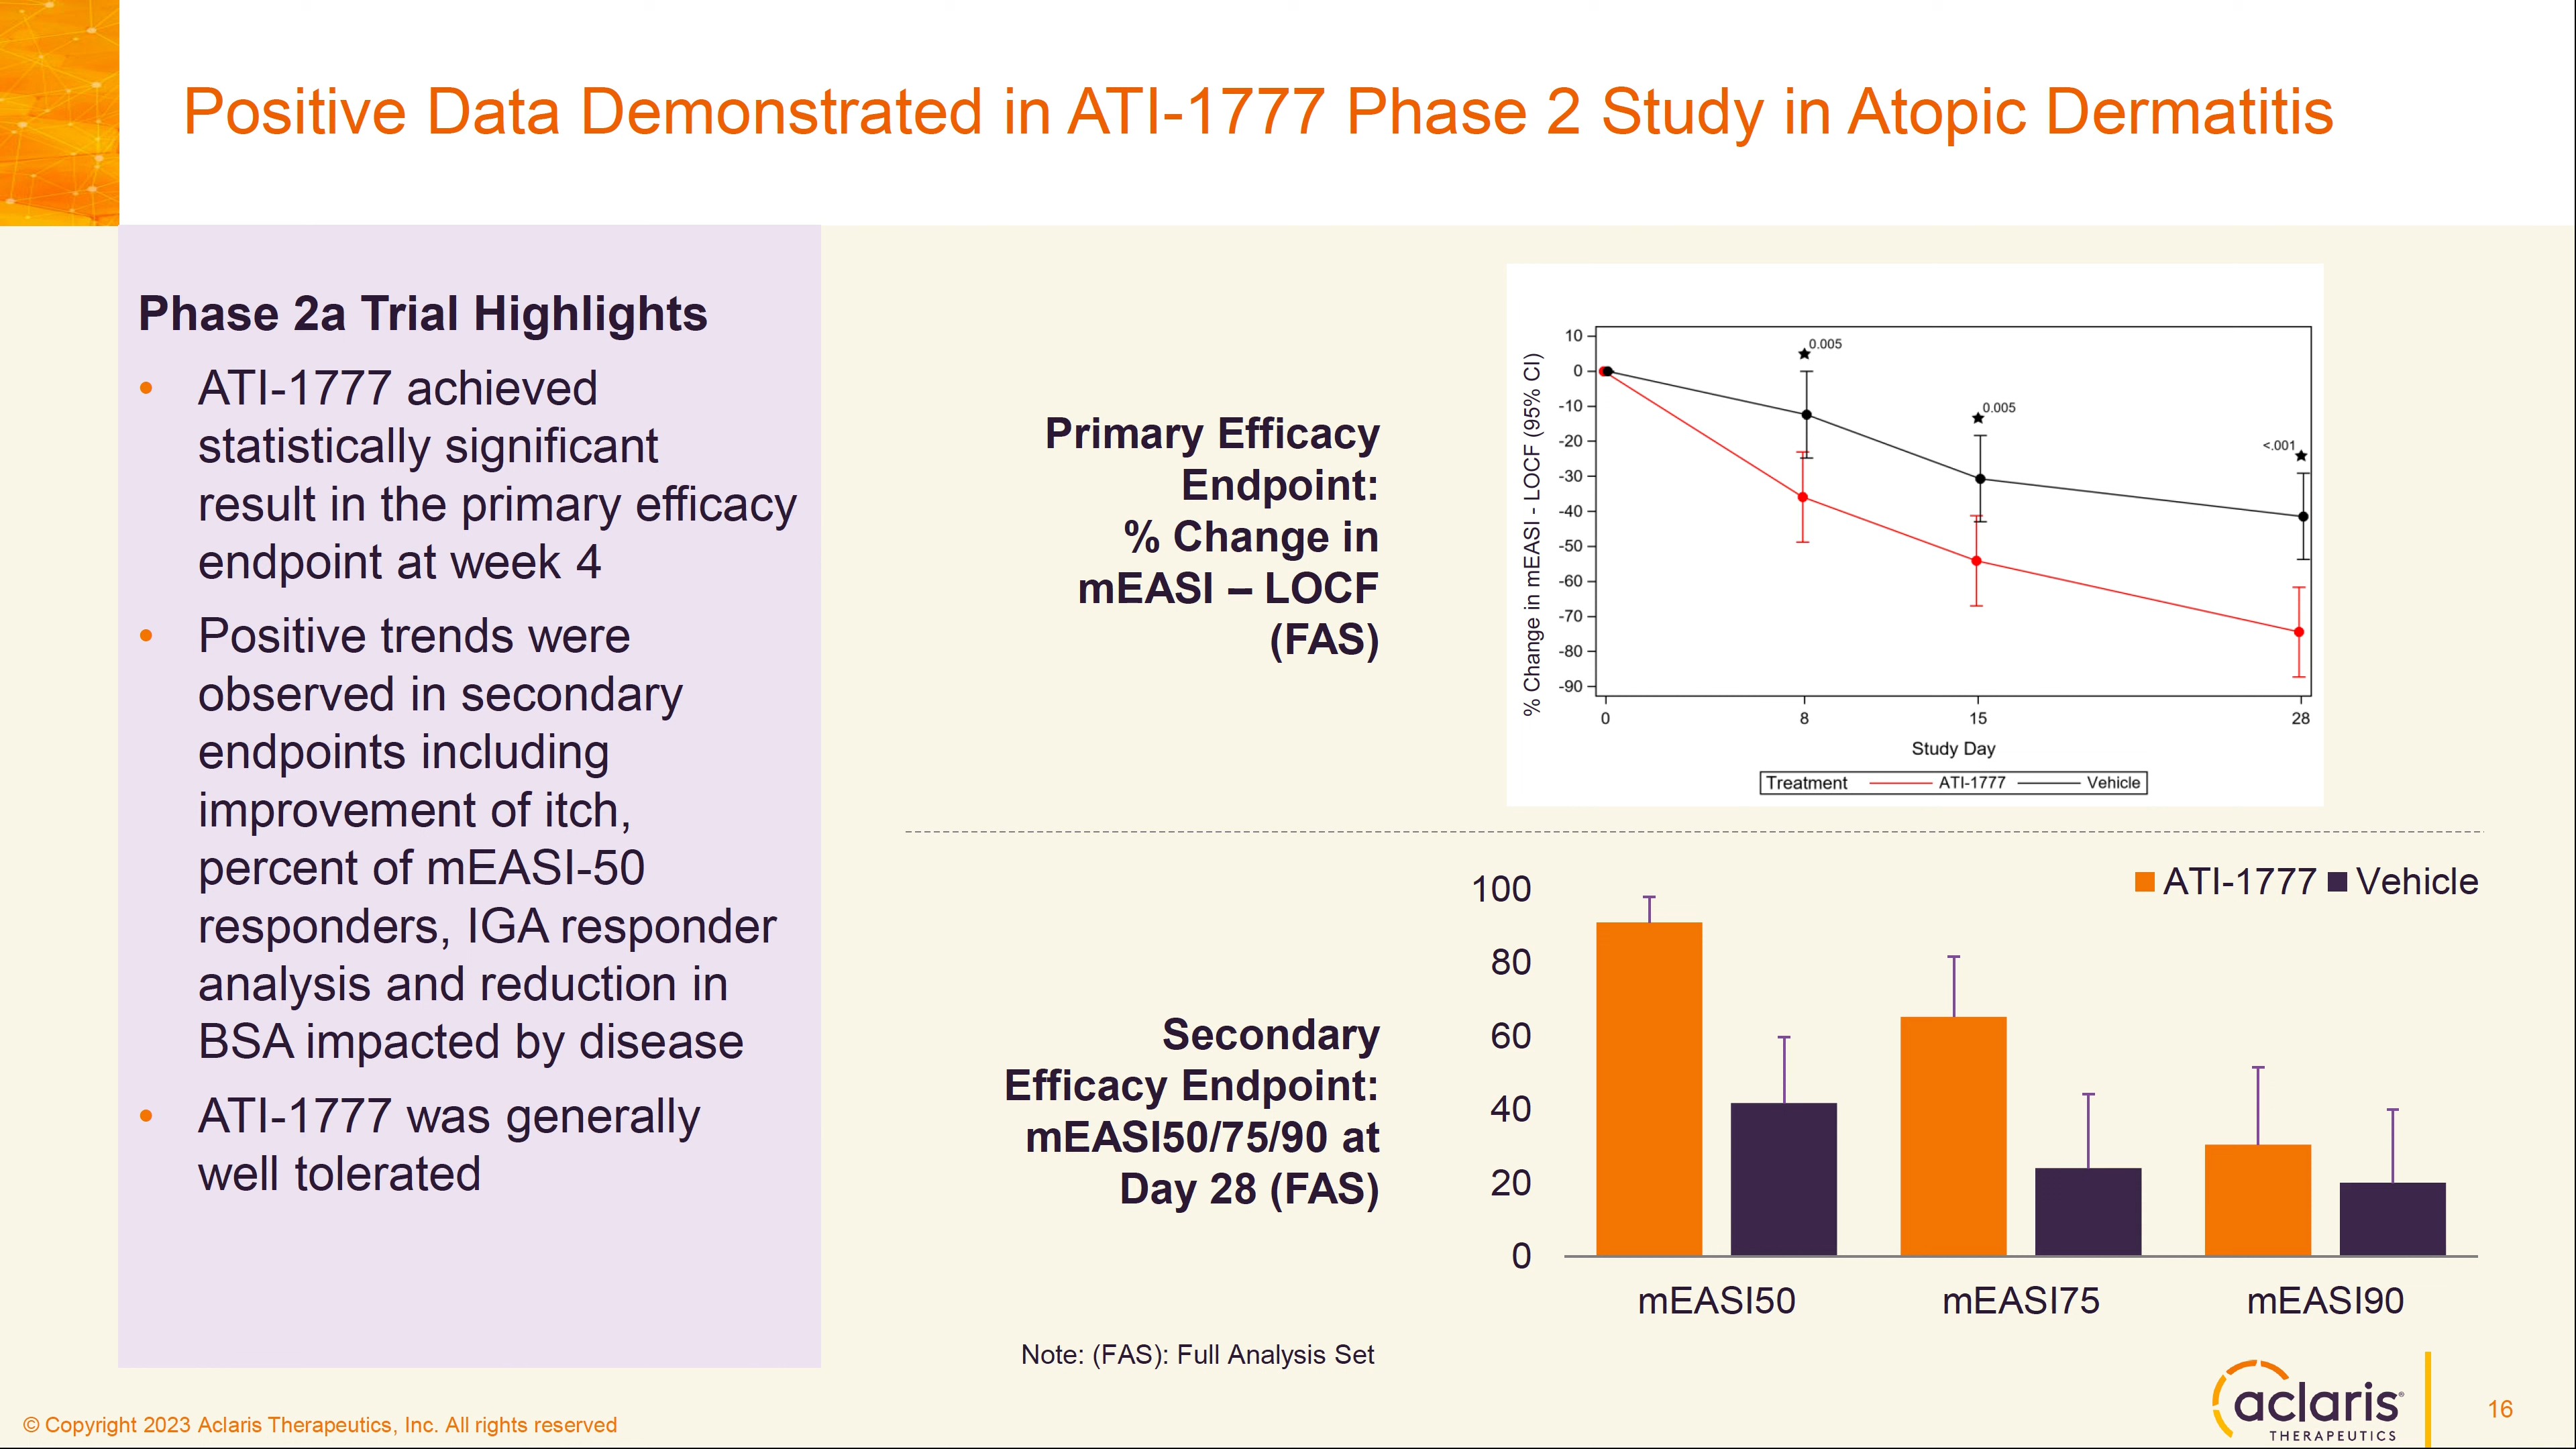 Positive Data Demonstrated in ATI-1777 Phase 2 Study in Atopic Dermatitis
Phase 2a Trial Highlights
• ATI-1777 achieved
statistically significant
result in the primary efficacy
endpoint at week 4
• Positive trends were
observed in secondary
endpoints including
improvement of itch,
percent of mEASI-50
responders, IGA responder
analysis and reduction in
BSA impacted by disease
• ATI-1777 was generally
well tolerated
Primary Efficacy
Endpoint:
% Change in
mEASI – LOCF
(FAS)
% Change in mEASI - LOCF (95% CI)
10
0
-10
-20
-30
-40
-50
-60
-70
-80
-90
0.005
0.005
<.001
0 8 15 28
Study Day
Treatment ATI-1777 Vehicle
Secondary
Efficacy Endpoint:
mEASI50/75/90 at
Day 28 (FAS)
ATI-1777 Vehicle
100
80
60
40
20
0
mEASI50 mEASI75 mEASI90
Note: (FAS): Full Analysis Set
© Copyright 2023 Aclaris Therapeutics, Inc. All rights reserved
aclaris®
THERAPEUTICS
16